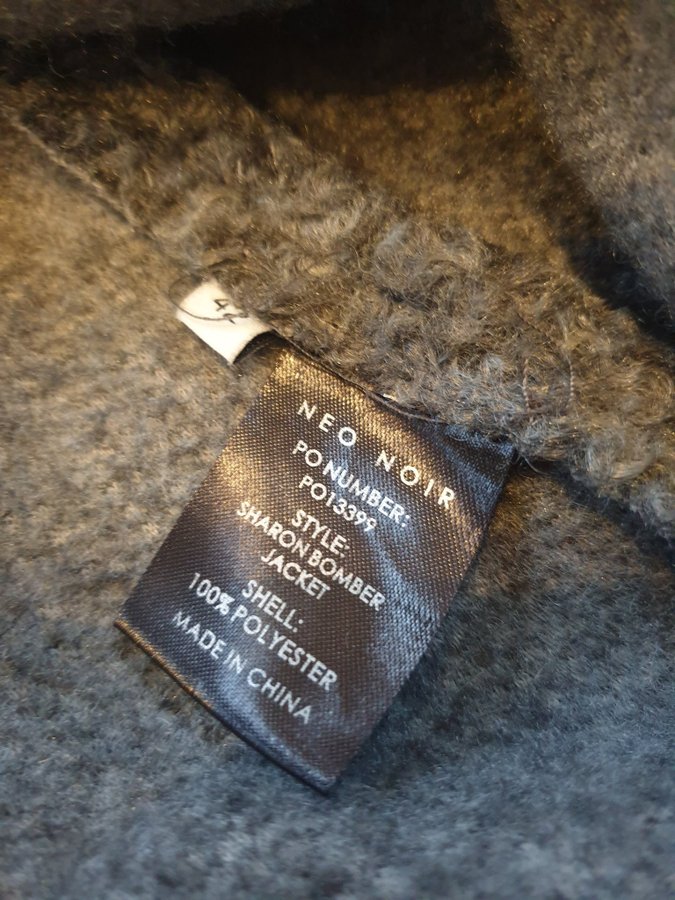 NEO NOIR
PO NUMBER:
PO13399
STYLE:
SHARON BOMBER
JACKET
SHELL:
100% POLYESTER
MADE IN CHINA